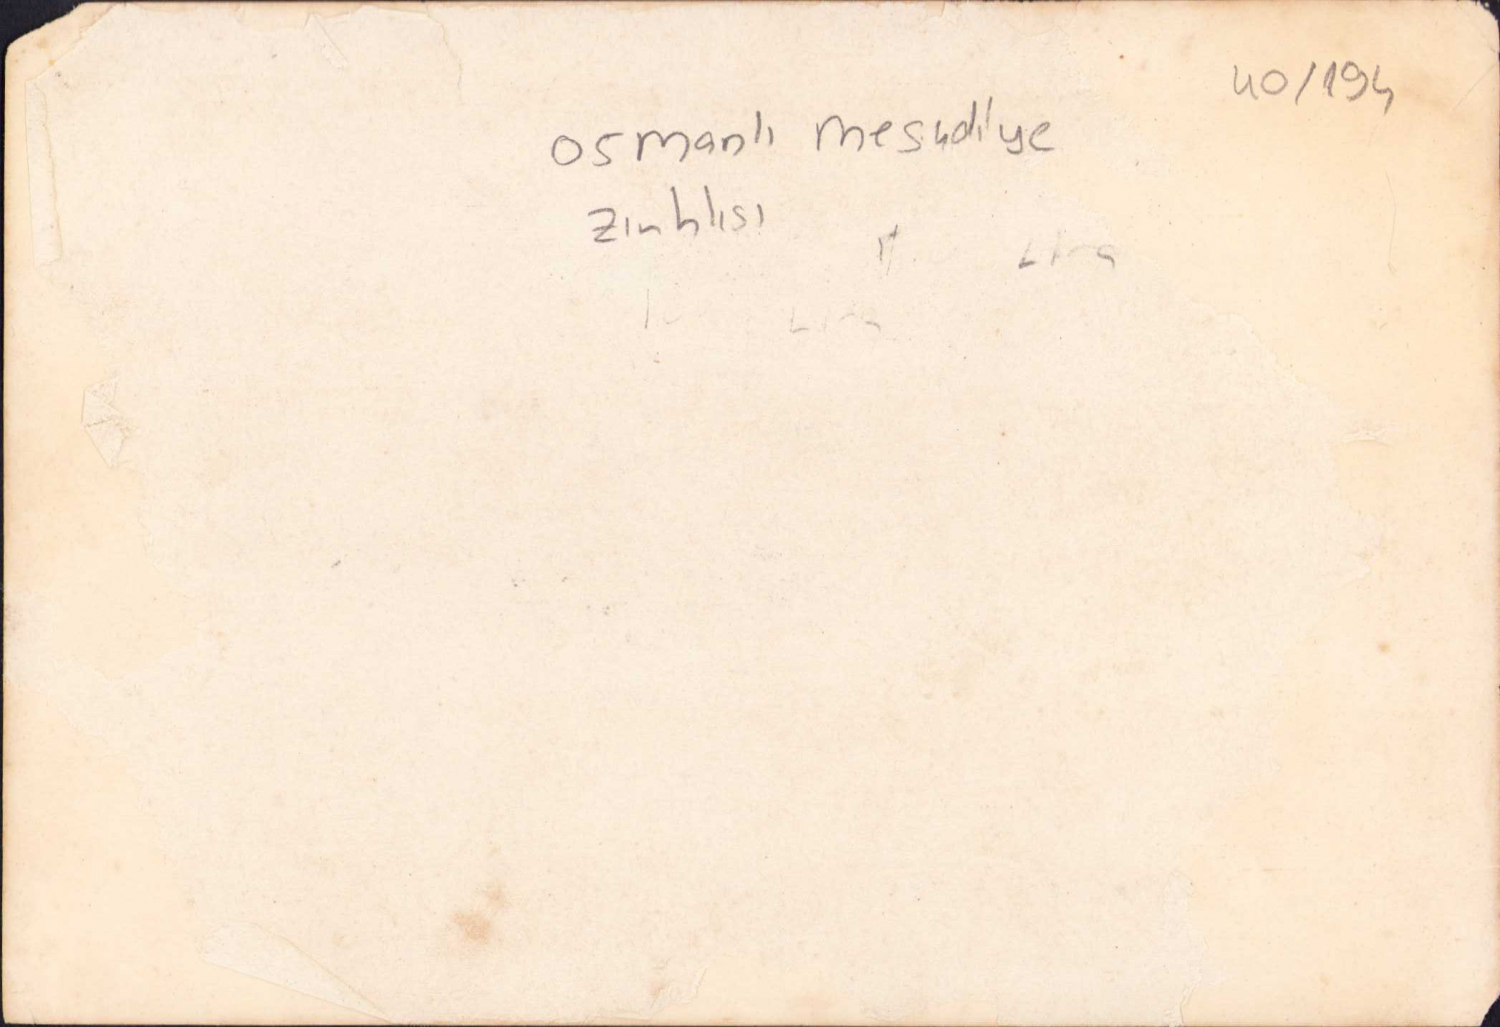 40/194
osmanlı mesudiye
zırhlısı
Lira
Lira